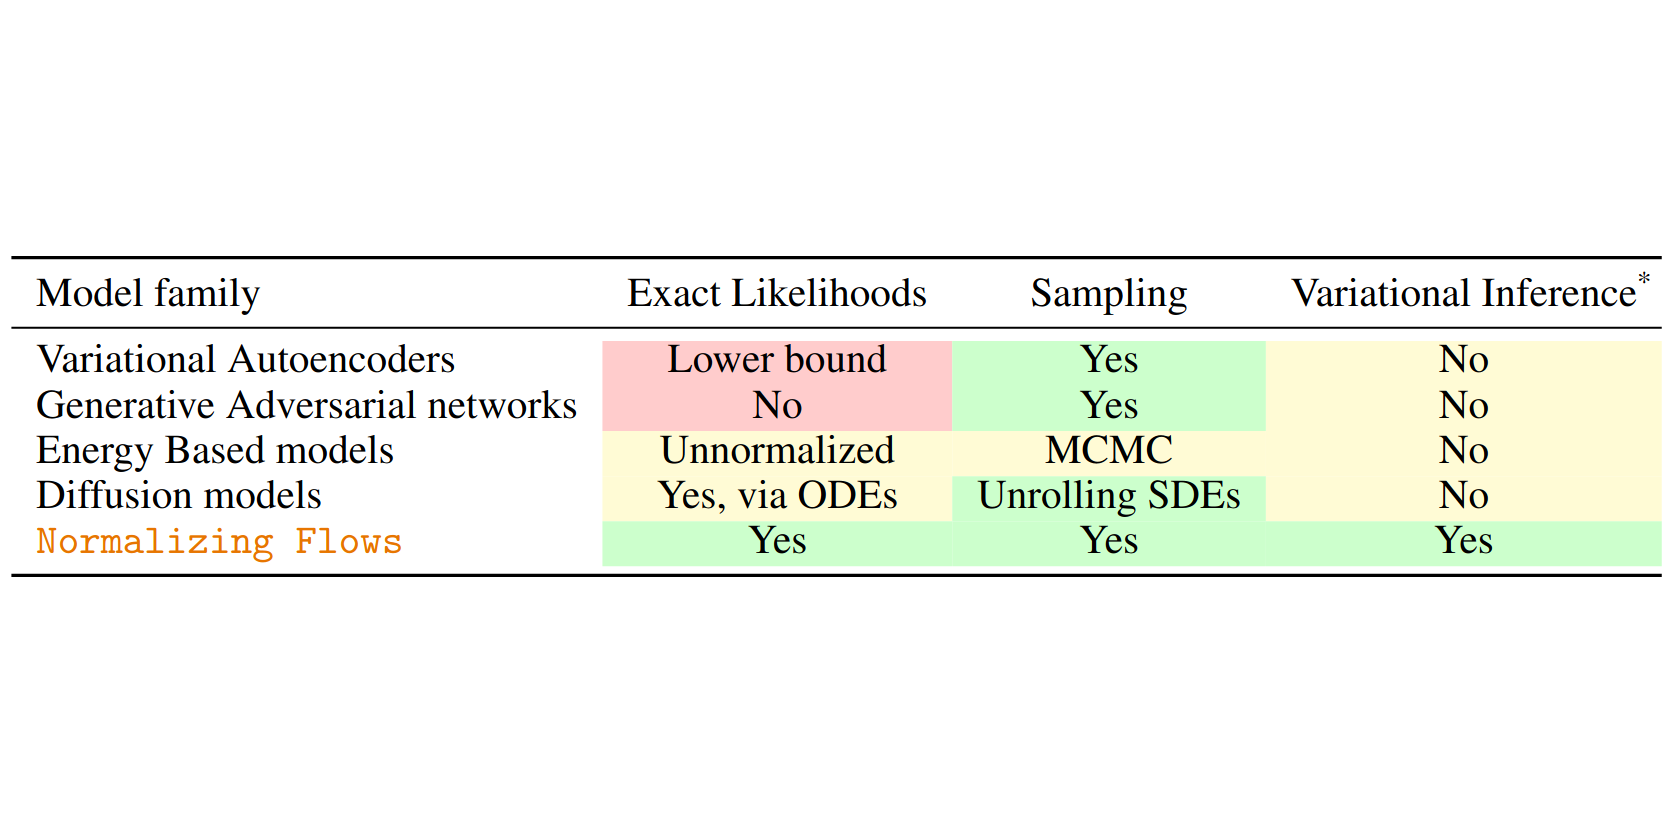 Model family Exact Likelihoods Sampling Variational Inference*
Variational Autoencoders Lower bound Yes No
Generative Adversarial networks No Yes No
Energy Based models Unnormalized MCMC No
Diffusion models Yes, via ODEs Unrolling SDEs No
Normalizing Flows Yes Yes Yes